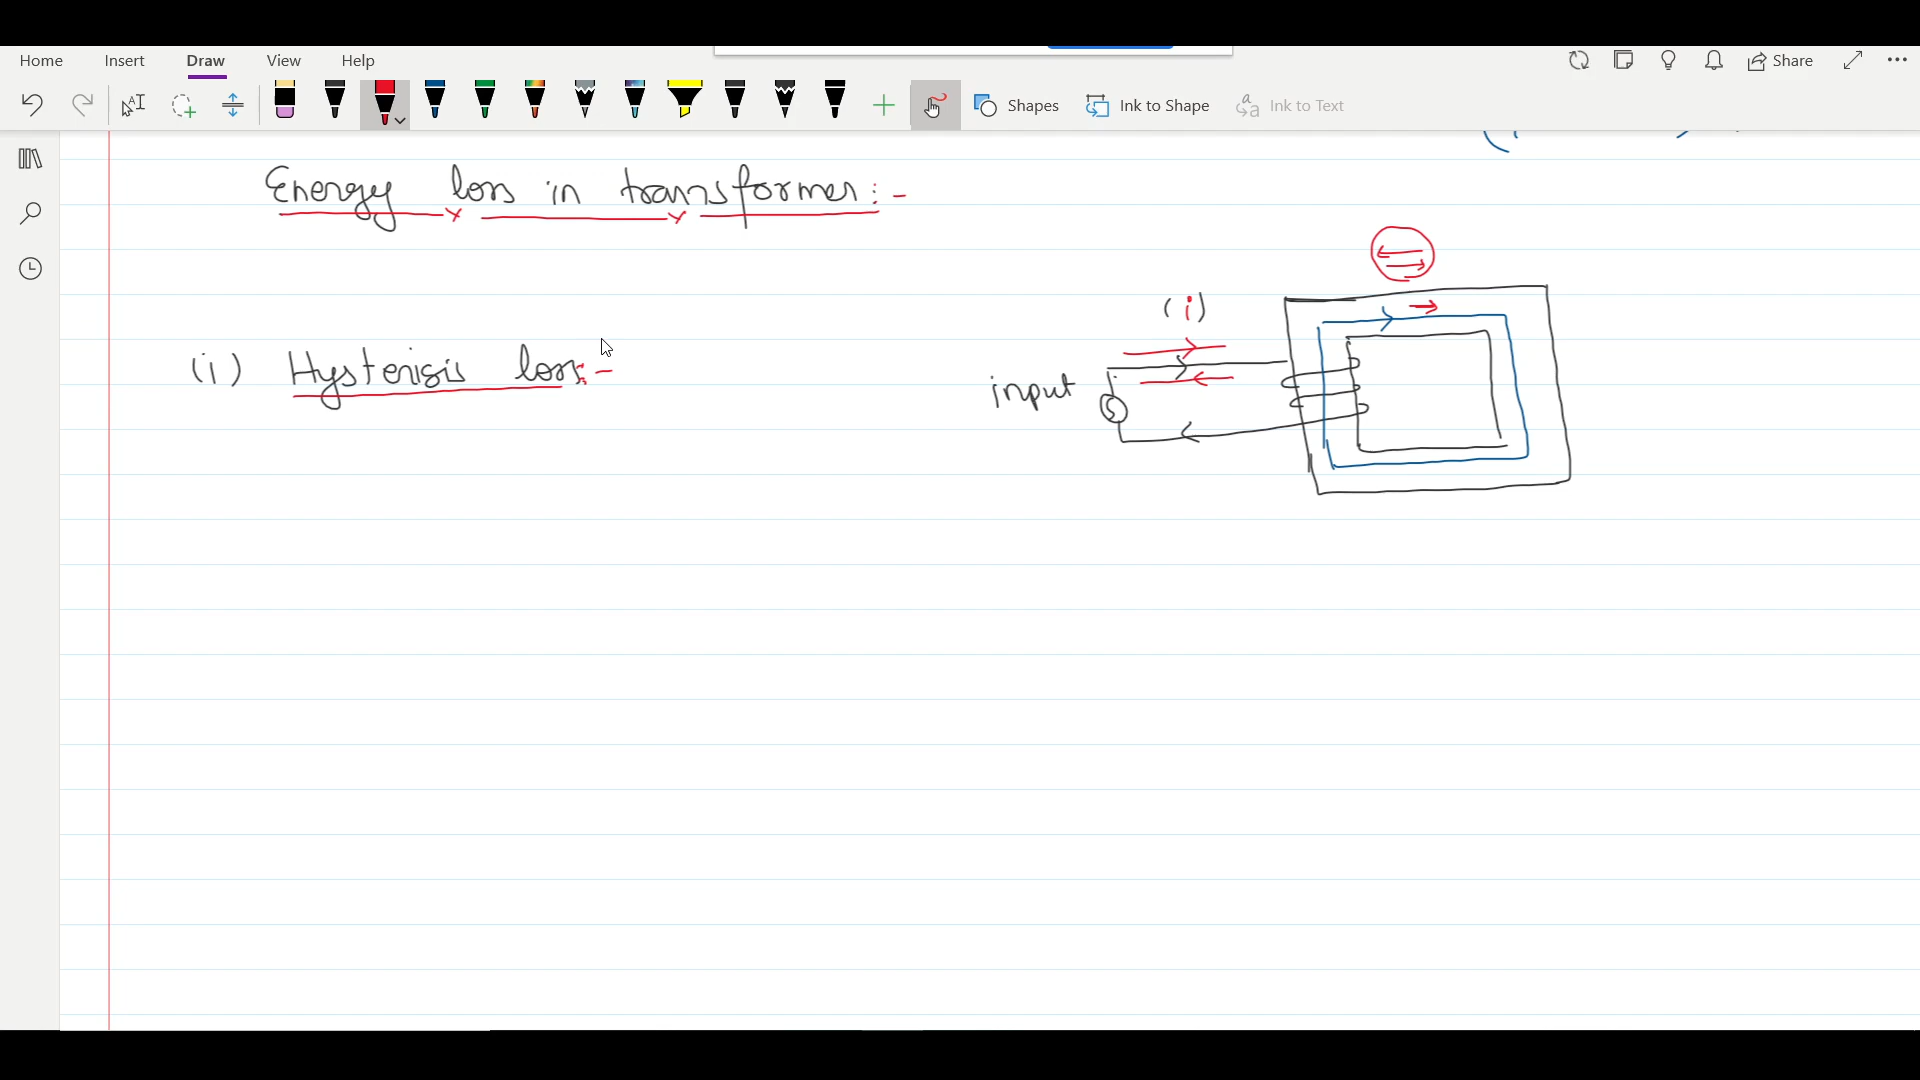 Home Insert Draw View Help
Share
Shapes Ink to Shape Ink to Text
Energy loss in transformer :-
(i)
(i) Hysterisis loss :-
input